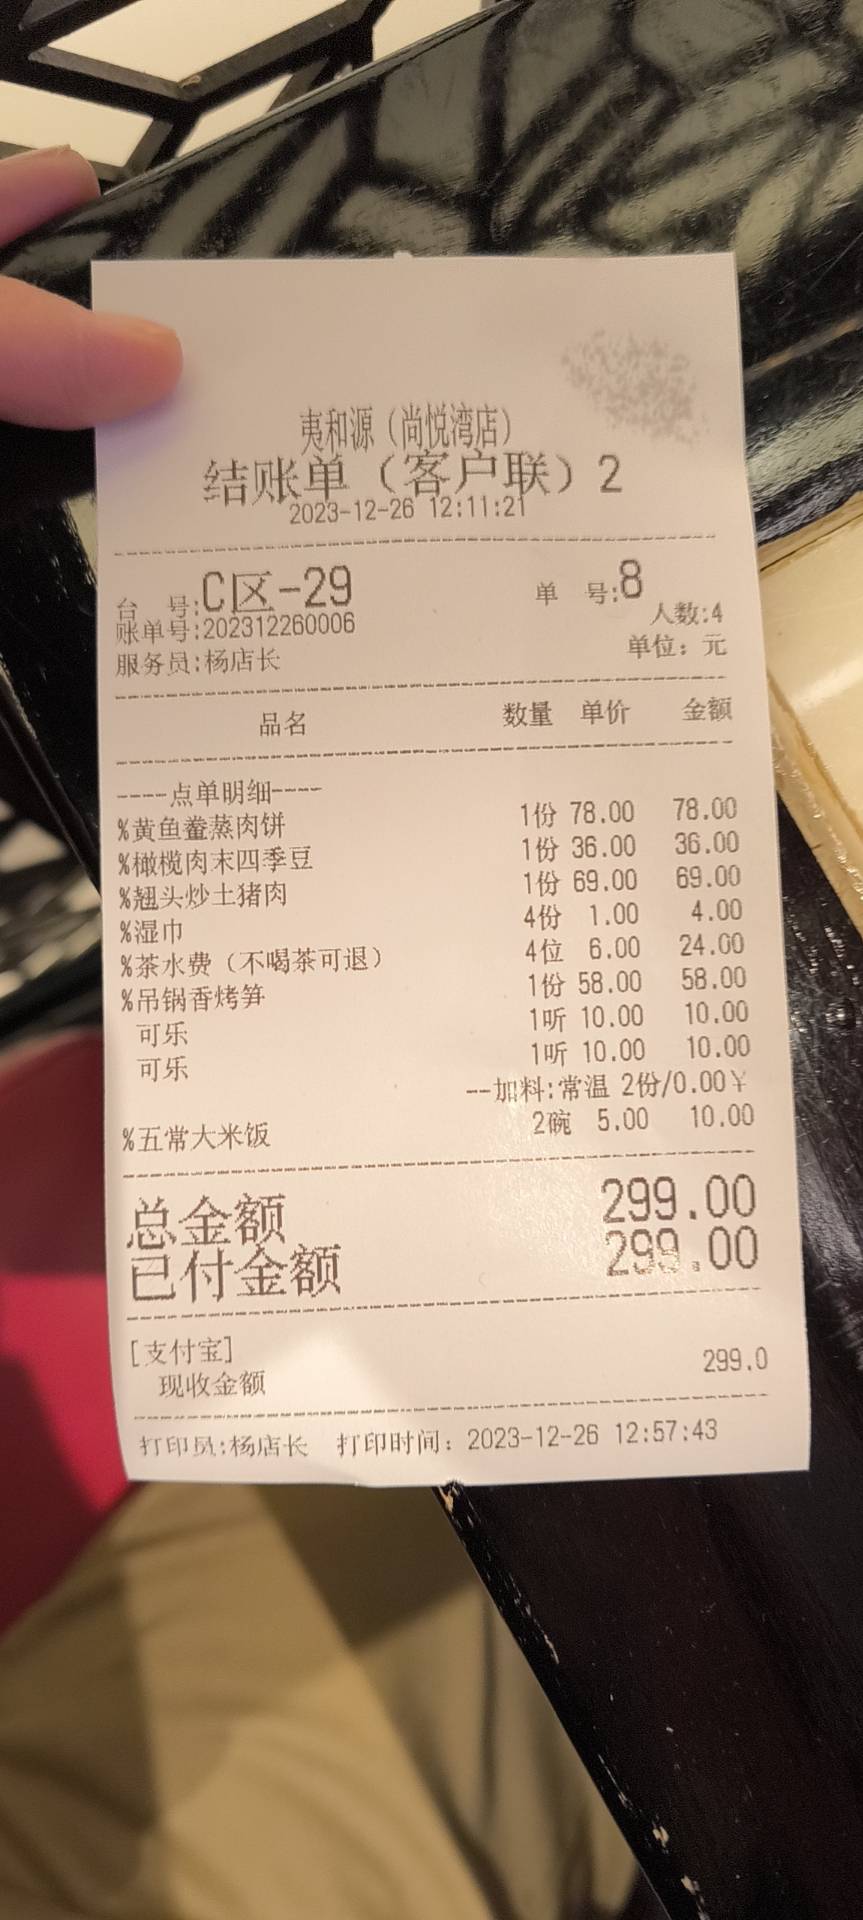 夷和源（尚悦湾店）
结账单（客户联）2
2023-12-26 12:11:21
台 号:C区-29 单 号:8
账单号:202312260006 人数:4
服务员:杨店长 单位：元
品名 数量 单价 金额
----点单明细----
%黄鱼鲞蒸肉饼 1份 78.00 78.00
%橄榄肉末四季豆 1份 36.00 36.00
%翘头炒土猪肉 1份 69.00 69.00
%湿巾 4份 1.00 4.00
%茶水费（不喝茶可退） 4位 6.00 24.00
%吊锅香烤笋 1份 58.00 58.00
可乐 1听 10.00 10.00
可乐 1听 10.00 10.00
--加料:常温 2份/0.00¥
%五常大米饭 2碗 5.00 10.00
总金额 299.00
已付金额 299.00
[支付宝]
现收金额 299.0
打印员:杨店长 打印时间：2023-12-26 12:57:43